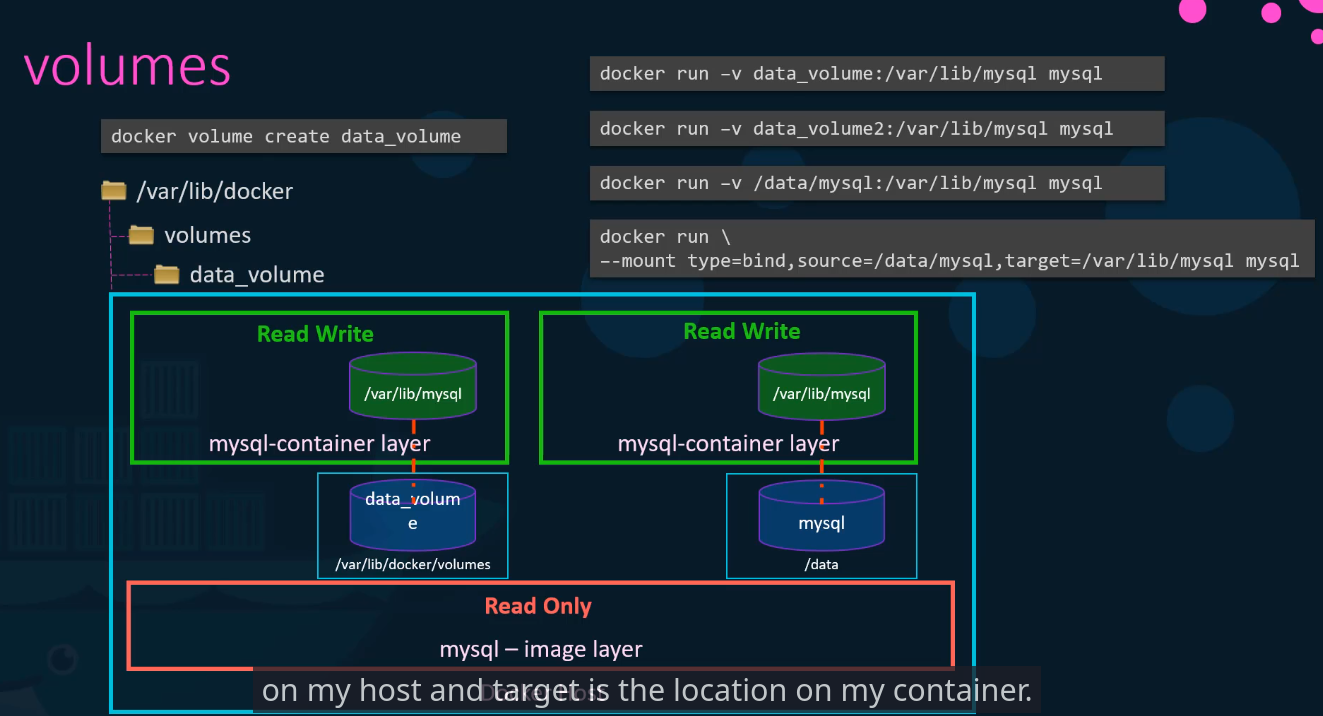 volumes
docker volume create data_volume
/var/lib/docker
volumes
data_volume
docker run –v data_volume:/var/lib/mysql mysql
docker run –v data_volume2:/var/lib/mysql mysql
docker run –v /data/mysql:/var/lib/mysql mysql
docker run \
--mount type=bind,source=/data/mysql,target=/var/lib/mysql mysql
Read Write
/var/lib/mysql
mysql-container layer
data_volum
e
/var/lib/docker/volumes
Read Write
/var/lib/mysql
mysql-container layer
mysql
/data
Read Only
mysql – image layer
Docker Host
on my host and target is the location on my container.